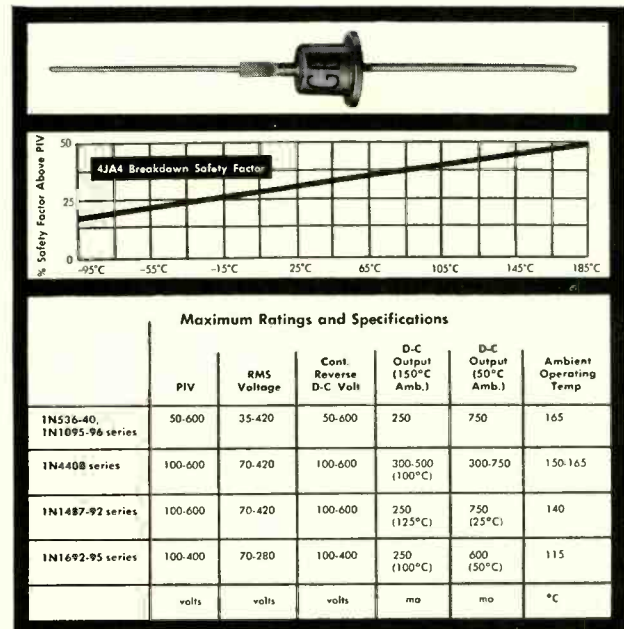 GE
50
25
0
% Safety Factor Above PIV
4JA4 Breakdown Safety Factor
-95°C -55°C -15°C 25°C 65°C 105°C 145°C 185°C
Maximum Ratings and Specifications
PIV
RMS Voltage
Cont. Reverse D-C Volt
D-C Output (150°C Amb.)
D-C Output (50°C Amb.)
Ambient Operating Temp
1N536-40, 1N1095-96 series 50-600 35-420 50-600 250 750 165
1N440B series 100-600 70-420 100-600 300-500 (100°C) 300-750 150-165
1N1487-92 series 100-600 70-420 100-600 250 (125°C) 750 (25°C) 140
1N1692-95 series 100-400 70-280 100-400 250 (100°C) 600 (50°C) 115
volts volts volts ma ma °C